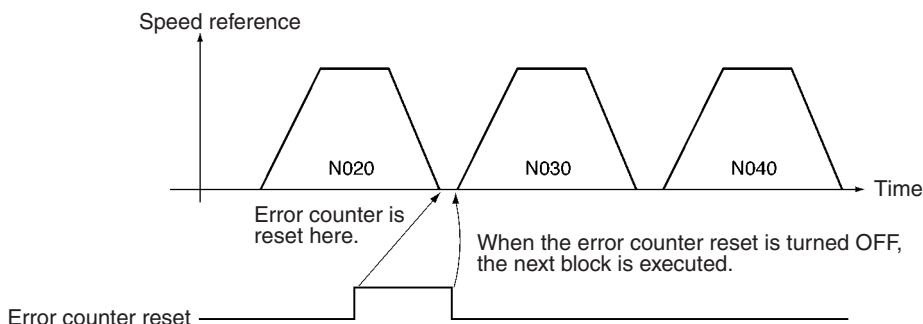 Speed reference
N020
N030
N040
Time
Error counter is
reset here.
When the error counter reset is turned OFF,
the next block is executed.
Error counter reset